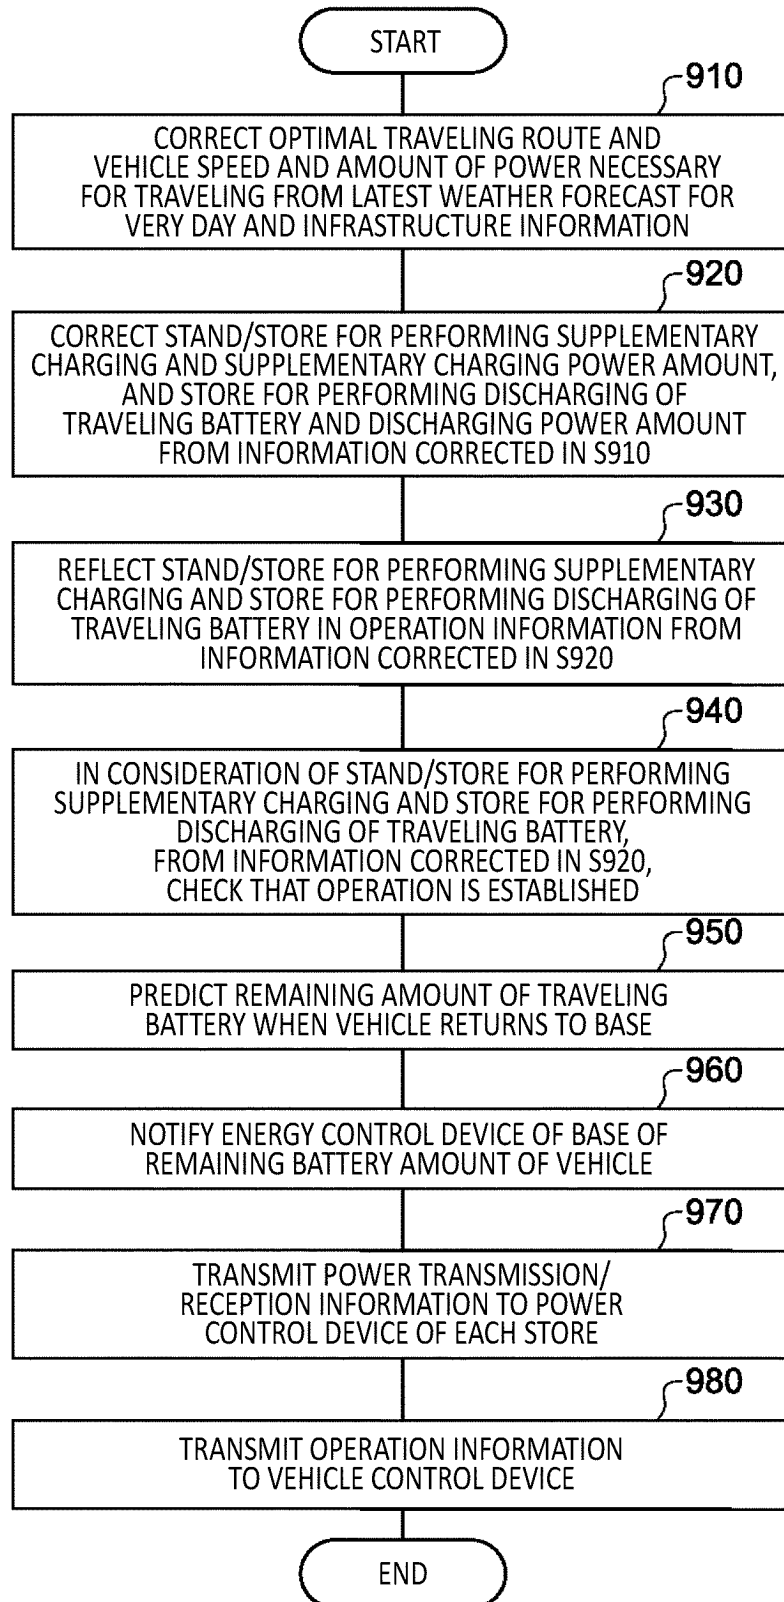 START
910
CORRECT OPTIMAL TRAVELING ROUTE AND
VEHICLE SPEED AND AMOUNT OF POWER NECESSARY
FOR TRAVELING FROM LATEST WEATHER FORECAST FOR
VERY DAY AND INFRASTRUCTURE INFORMATION
920
CORRECT STAND/STORE FOR PERFORMING SUPPLEMENTARY
CHARGING AND SUPPLEMENTARY CHARGING POWER AMOUNT,
AND STORE FOR PERFORMING DISCHARGING OF
TRAVELING BATTERY AND DISCHARGING POWER AMOUNT
FROM INFORMATION CORRECTED IN S910
930
REFLECT STAND/STORE FOR PERFORMING SUPPLEMENTARY
CHARGING AND STORE FOR PERFORMING DISCHARGING OF
TRAVELING BATTERY IN OPERATION INFORMATION FROM
INFORMATION CORRECTED IN S920
940
IN CONSIDERATION OF STAND/STORE FOR PERFORMING
SUPPLEMENTARY CHARGING AND STORE FOR PERFORMING
DISCHARGING OF TRAVELING BATTERY,
FROM INFORMATION CORRECTED IN S920,
CHECK THAT OPERATION IS ESTABLISHED
950
PREDICT REMAINING AMOUNT OF TRAVELING
BATTERY WHEN VEHICLE RETURNS TO BASE
960
NOTIFY ENERGY CONTROL DEVICE OF BASE OF
REMAINING BATTERY AMOUNT OF VEHICLE
970
TRANSMIT POWER TRANSMISSION/
RECEPTION INFORMATION TO POWER
CONTROL DEVICE OF EACH STORE
980
TRANSMIT OPERATION INFORMATION
TO VEHICLE CONTROL DEVICE
END